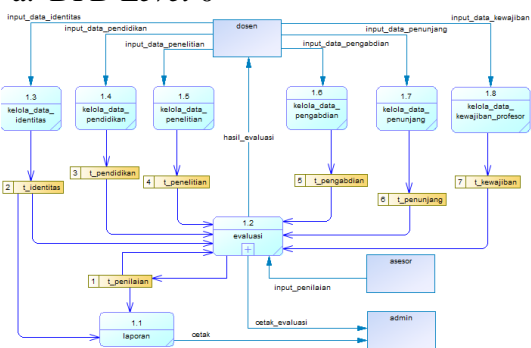 a. DFD Level 0
input_data_identitas
input_data_kewajiban
input_data_pendidikan
dosen
input_data_penunjang
input_data_penelitian
input_data_pengabdian
1.3
kelola_data_
identitas
1.4
kelola_data_
pendidikan
1.5
kelola_data_
penelitian
1.6
kelola_data_
pengabdian
1.7
kelola_data_
penunjang
1.8
kelola_data_
kewajiban_profesor
hasil_evaluasi
2 t_identitas
3 t_pendidikan
4 t_penelitian
5 t_pengabdian
6 t_penunjang
7 t_kewajiban
1.2
evaluasi
+
asesor
input_penilaian
1 t_penilaian
1.1
laporan
cetak
cetak_evaluasi
admin